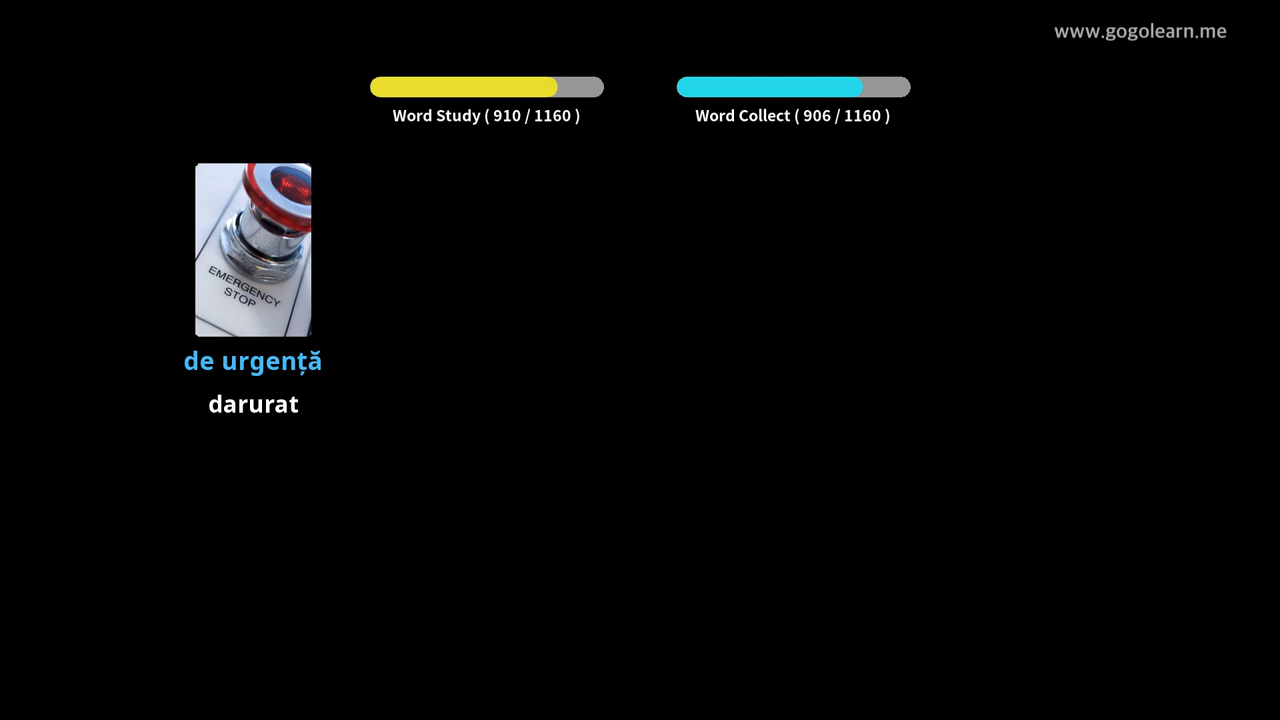 www.gogolearn.me
Word Study ( 910 / 1160 )
Word Collect ( 906 / 1160 )
EMERGENCY
STOP
de urgență
darurat